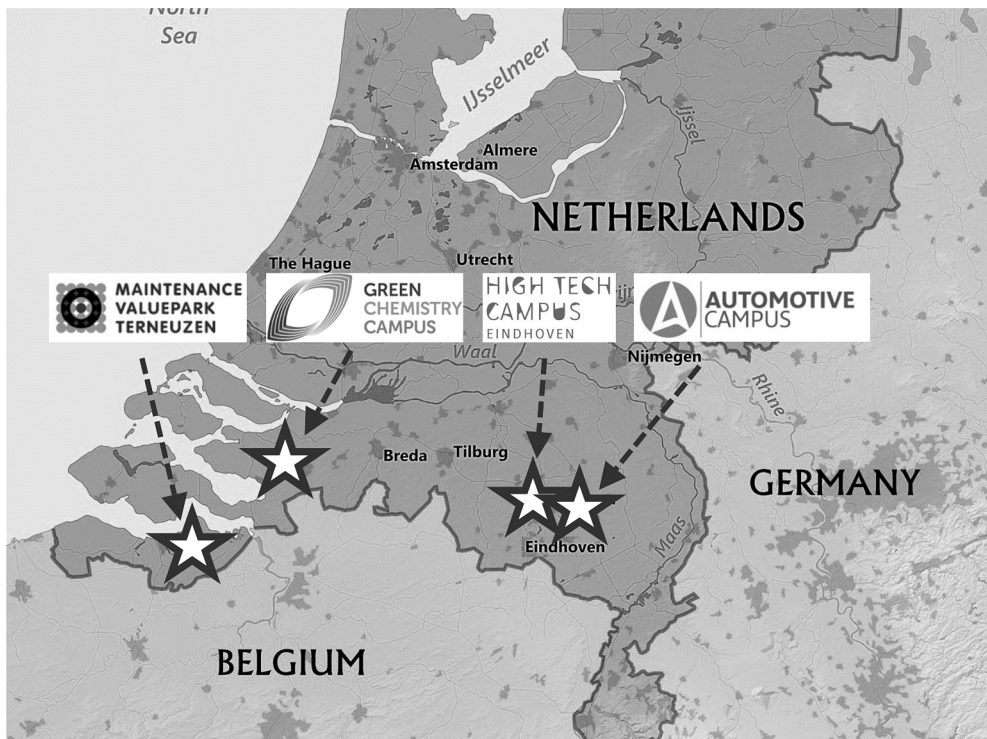 North
Sea
IJsselmeer
Ijssel
Almere
Amsterdam
NETHERLANDS
The Hague
Utrecht
MAINTENANCE
VALUEPARK
TERNEUZEN
GREEN
CHEMISTRY
CAMPUS
HIGH TECH
CAMPUS
EINDHOVEN
AUTOMOTIVE
CAMPUS
Waal
Nijmegen
Rhine
Breda
Tilburg
GERMANY
Eindhoven
Maas
BELGIUM